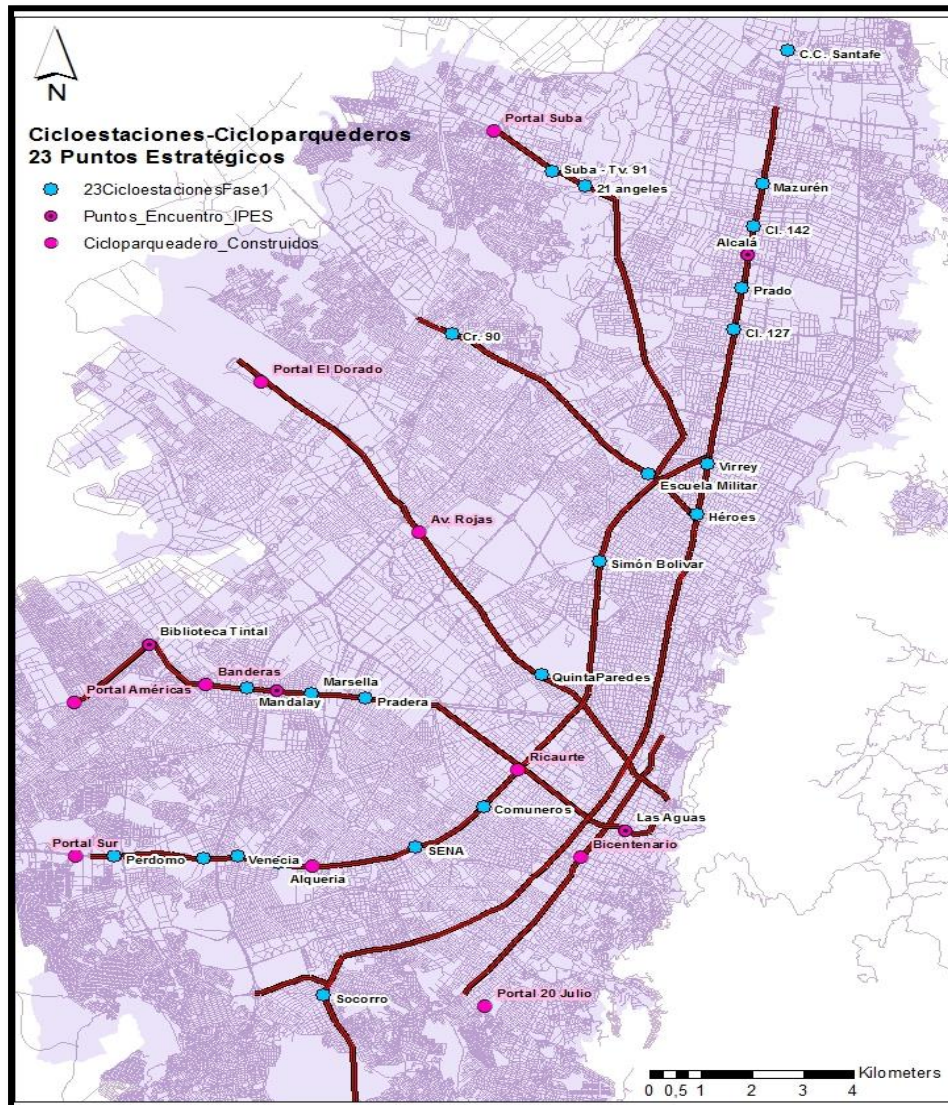 N
Cicloestaciones-Cicloparquederos
23 Puntos Estratégicos
23CicloestacionesFase1
Puntos_Encuentro_IPES
Cicloparqueadero_Construidos
C.C. Santafe
Portal Suba
Suba - Tv. 91
21 angeles
Mazurén
Cl. 142
Alcalá
Prado
Cl. 127
Cr. 90
Portal El Dorado
Virrey
Escuela Militar
Héroes
Av. Rojas
Simón Bolivar
Biblioteca Tintal
Banderas
Marsella
QuintaParedes
Portal Américas
Mandalay
Pradera
Ricaurte
Comuneros
Las Aguas
Portal Sur
Perdomo
Venecia
SENA
Bicentenario
Alqueria
Socorro
Portal 20 Julio
Kilometers
0 0,5 1 2 3 4